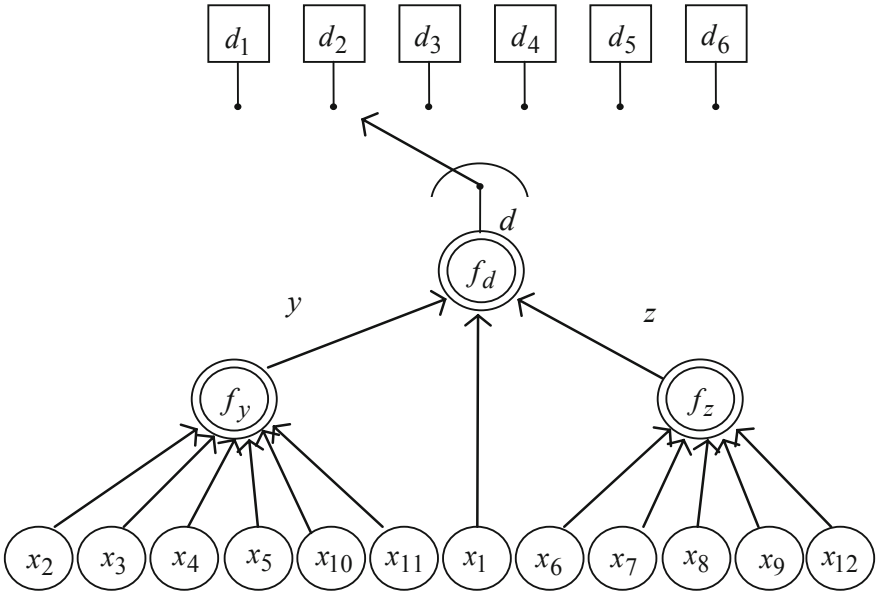 d1 d2 d3 d4 d5 d6
d
fd
y z
fy fz
x2 x3 x4 x5 x10 x11 x1 x6 x7 x8 x9 x12